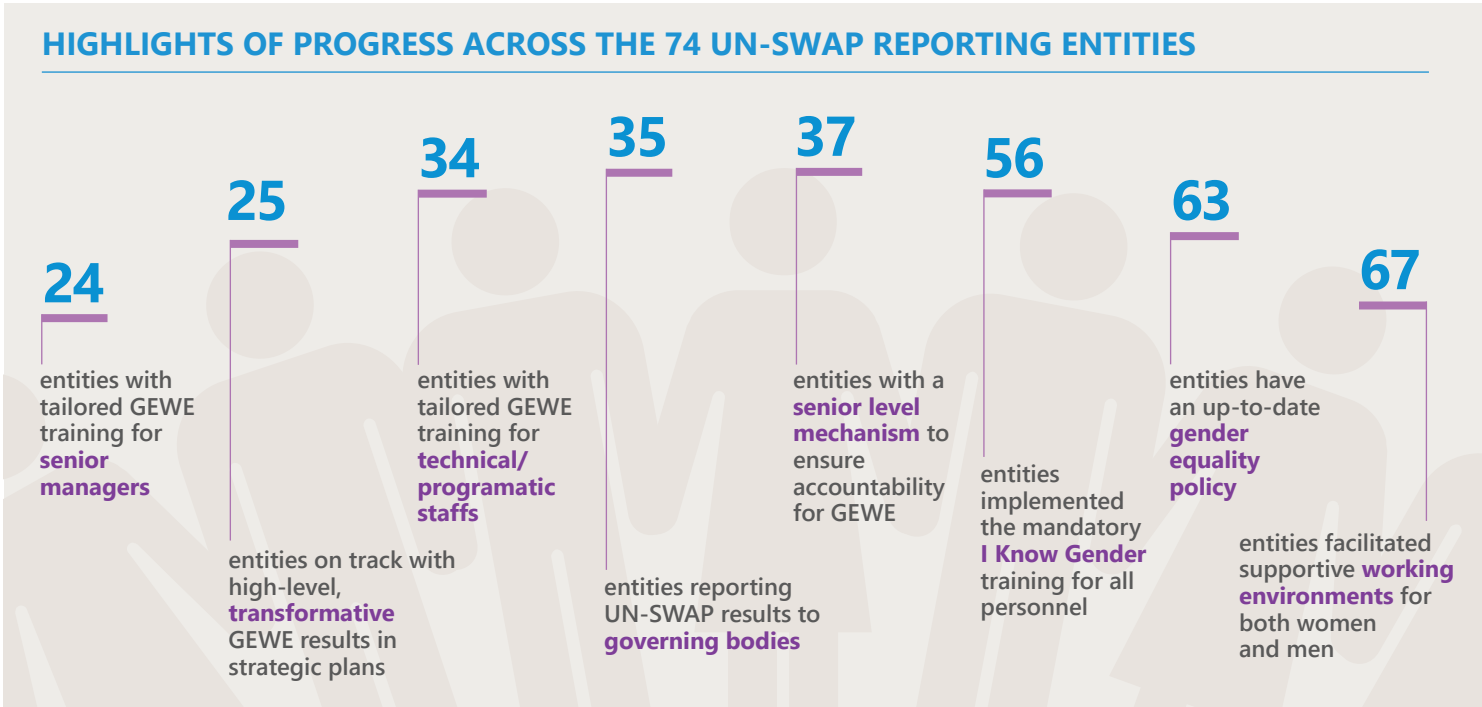 HIGHLIGHTS OF PROGRESS ACROSS THE 74 UN-SWAP REPORTING ENTITIES
24
entities with
tailored GEWE
training for
senior
managers
25
entities on track with
high-level,
transformative
GEWE results in
strategic plans
34
entities with
tailored GEWE
training for
technical/
programatic
staffs
35
entities reporting
UN-SWAP results to
governing bodies
37
entities with a
senior level
mechanism to
ensure
accountability
for GEWE
56
entities
implemented
the mandatory
I Know Gender
training for all
personnel
63
entities have
an up-to-date
gender
equality
policy
67
entities facilitated
supportive working
environments for
both women
and men